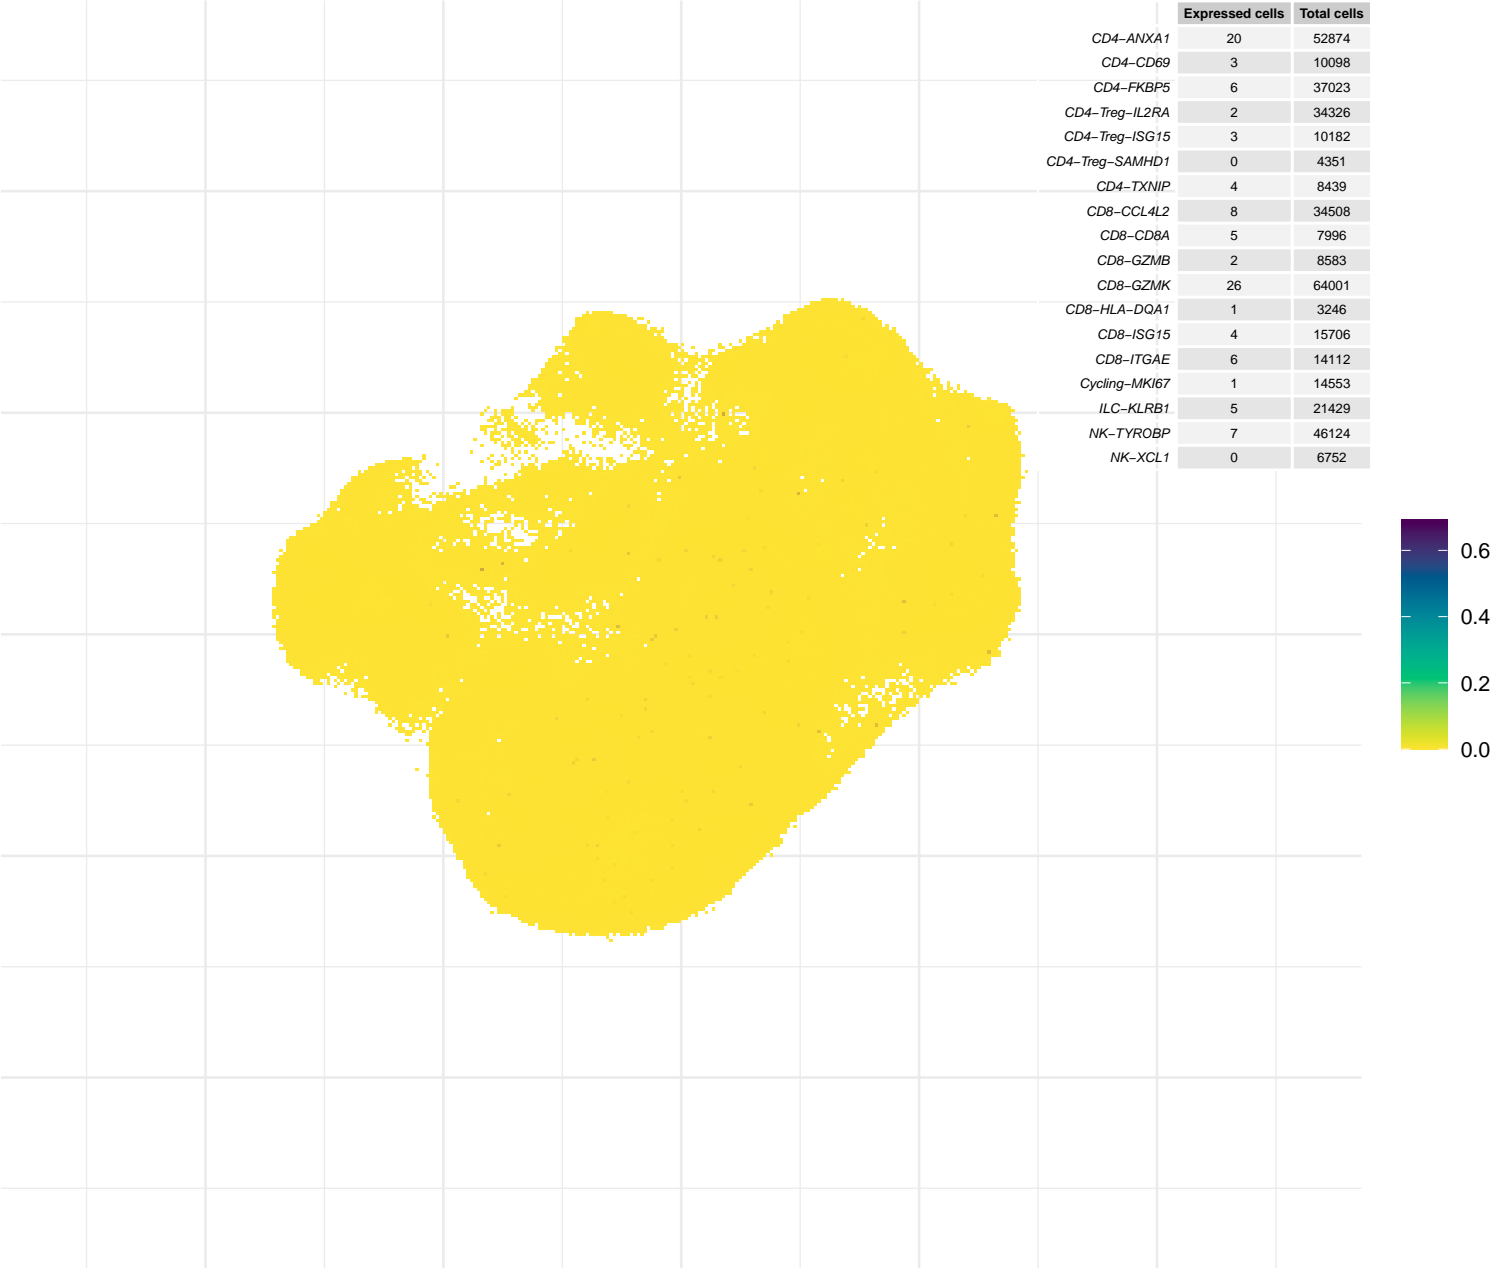 Expressed cells Total cells
CD4−ANXA1 20 52874
CD4−CD69 3 10098
CD4−FKBP5 6 37023
CD4−Treg−IL2RA 2 34326
CD4−Treg−ISG15 3 10182
CD4−Treg−SAMHD1 0 4351
CD4−TXNIP 4 8439
CD8−CCL4L2 8 34508
CD8−CD8A 5 7996
CD8−GZMB 2 8583
CD8−GZMK 26 64001
CD8−HLA−DQA1 1 3246
CD8−ISG15 4 15706
CD8−ITGAE 6 14112
Cycling−MKI67 1 14553
ILC−KLRB1 5 21429
NK−TYROBP 7 46124
NK−XCL1 0 6752
0.6
0.4
0.2
0.0